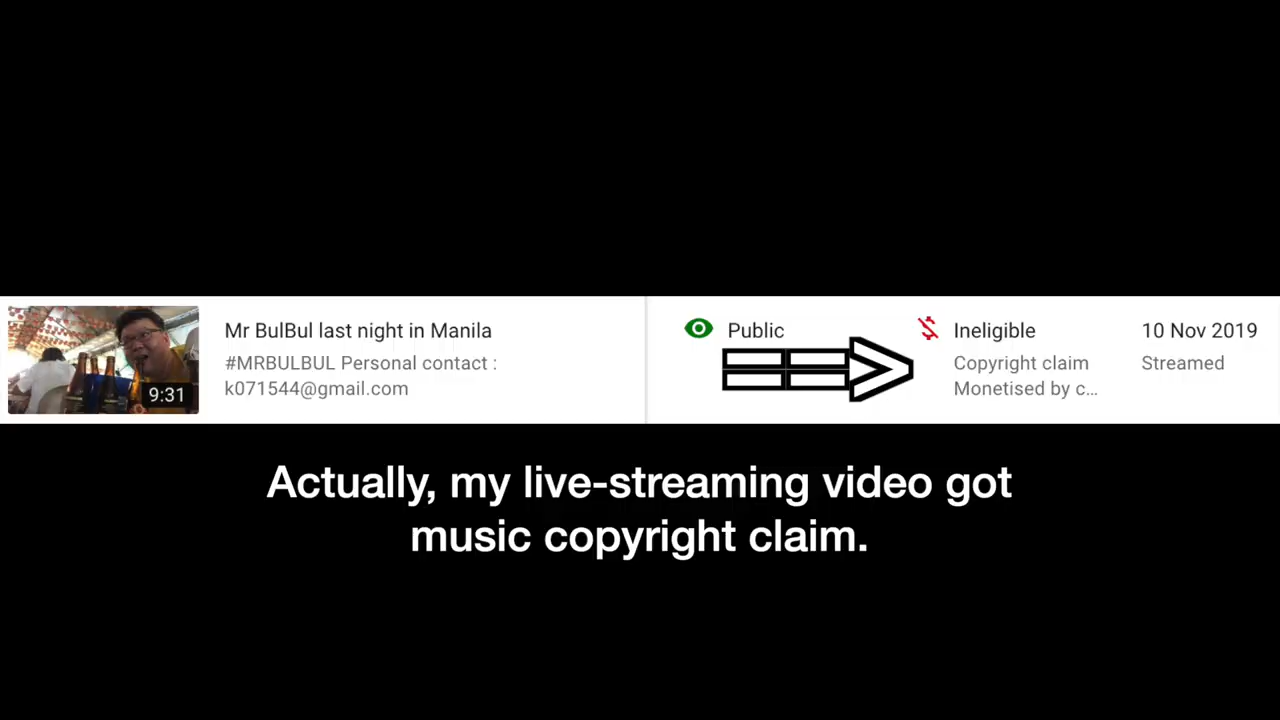 Mr BulBul last night in Manila
#MRBULBUL Personal contact :
k071544@gmail.com
9:31
Public
Ineligible
Copyright claim
Monetised by c...
10 Nov 2019
Streamed
Actually, my live-streaming video got
music copyright claim.